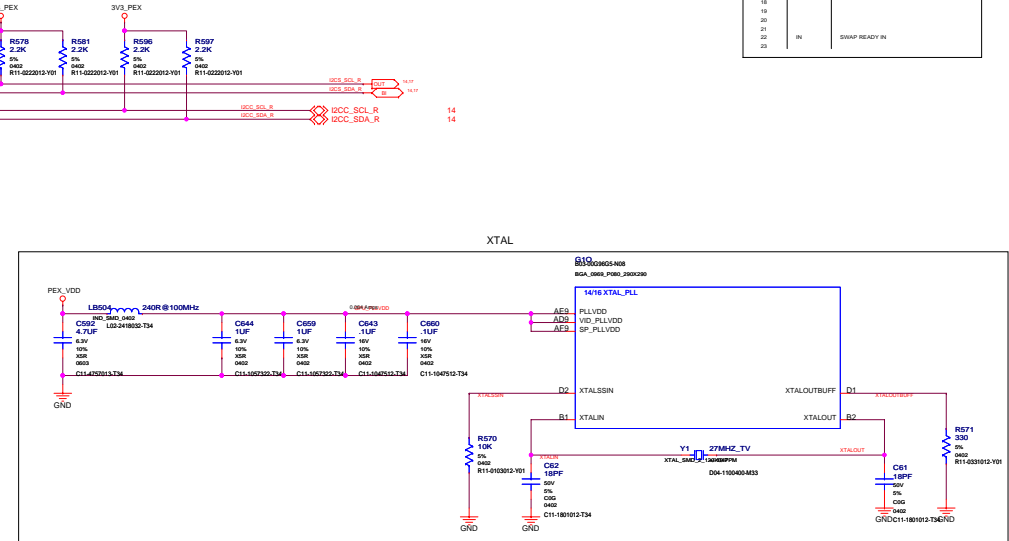 _PEX
3V3_PEX
R578
2.2K
5%
0402
R11-0222012-Y01
R581
2.2K
5%
0402
R11-0222012-Y01
R596
2.2K
5%
0402
R11-0222012-Y01
R597
2.2K
5%
0402
R11-0222012-Y01
18
19
20
21
22 IN SWAP READY IN
23
I2CS_SCL_R OUT 14,17
I2CS_SDA_R BI 14,17
I2CC_SCL_R I2CC_SCL_R 14
I2CC_SDA_R I2CC_SDA_R 14
XTAL
PEX_VDD
LB504 240R@100MHz
IND_SMD_0402
L02-2418032-T34
C592
4.7UF
6.3V
10%
X5R
0603
C11-4757013-T34
GND
C644
1UF
6.3V
10%
X5R
0402
C11-1057322-T34
C659
1UF
6.3V
10%
X5R
0402
C11-1057322-T34
C643
.1UF
16V
10%
X5R
0402
C11-1047512-T34
C660
.1UF
16V
10%
X5R
0402
C11-1047512-T34
BGA_0969_P080_290X290
14/16 XTAL_PLL
AE9 PLLVDD
AD9 VID_PLLVDD
AF9 SP_PLLVDD
XTALSSIN D2 XTALSSIN
XTALOUTBUFF D1 XTALOUTBUFF
B1 XTALIN
XTALOUT B2
R570
10K
5%
0402
R11-0103012-Y01
GND
XTALIN
C62
18PF
50V
5%
C0G
0402
C11-1801012-T34
GND
Y1 27MHZ_TV
D04-1100400-M33
XTALOUT
C61
18PF
50V
5%
C0G
0402
GND
R571
330
5%
0402
R11-0331012-Y01
GND